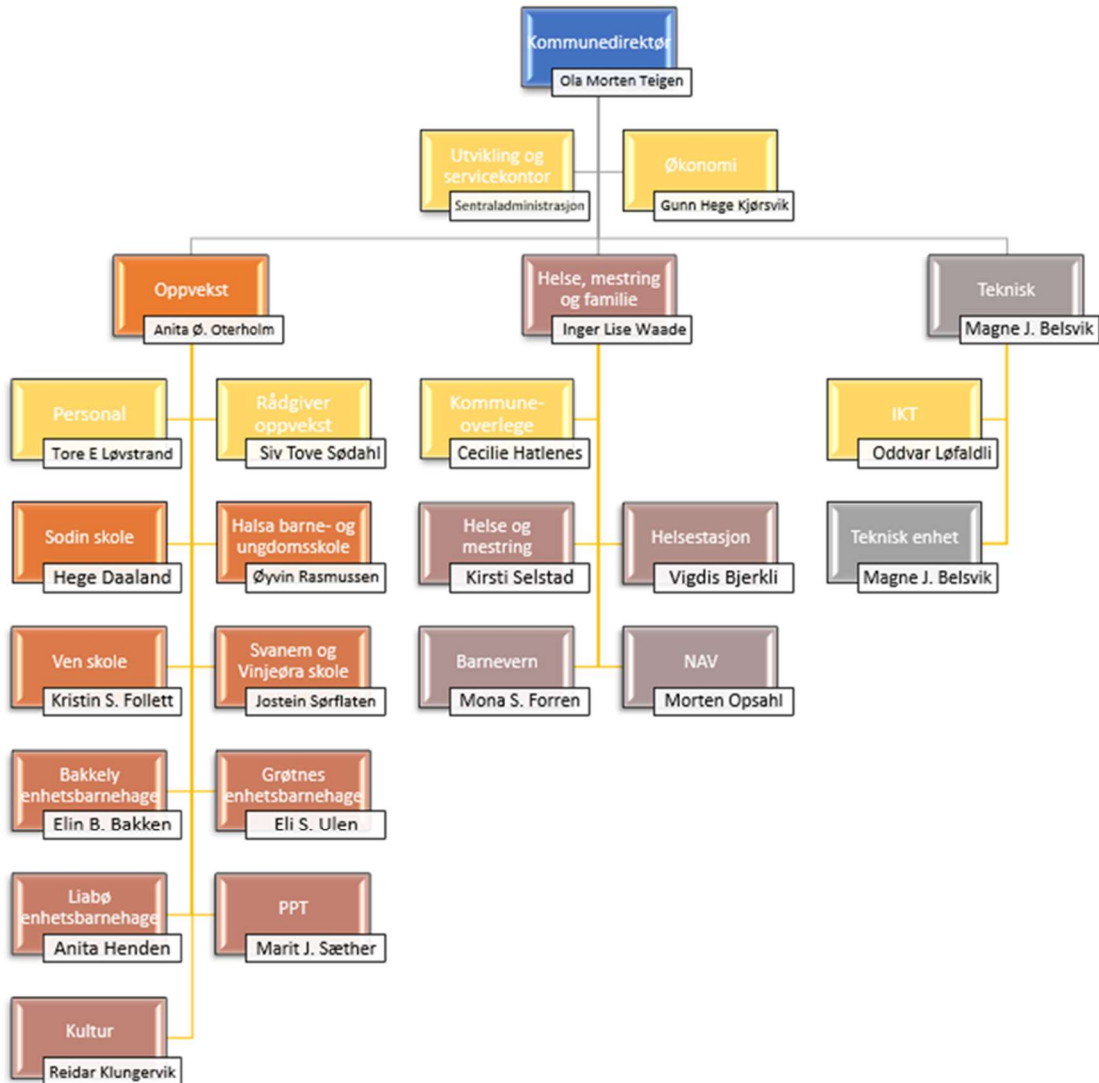 Kommunedirektør
Ola Morten Teigen
Utvikling og
servicekontor
Sentraladministrasjon
Økonomi
Gunn Hege Kjørsvik
Oppvekst
Anita Ø. Oterholm
Helse, mestring
og familie
Inger Lise Waade
Teknisk
Magne J. Belsvik
Personal
Tore E Løvstrand
Rådgiver
oppvekst
Siv Tove Sødahl
Kommune-
overlege
Cecilie Hatlenes
IKT
Oddvar Løfaldli
Sodin skole
Hege Daaland
Halsa barne- og
ungdomsskole
Øyvin Rasmussen
Helse og
mestring
Kirsti Selstad
Helsestasjon
Vigdis Bjerkli
Teknisk enhet
Magne J. Belsvik
Ven skole
Kristin S. Follett
Svanem og
Vinjeøra skole
Jostein Sørflaten
Barnevern
Mona S. Forren
NAV
Morten Opsahl
Bakkely
enhetsbarnehage
Elin B. Bakken
Grøtnes
enhetsbarnehage
Eli S. Ulen
Liabø
enhetsbarnehage
Anita Henden
PPT
Marit J. Sæther
Kultur
Reidar Klungervik